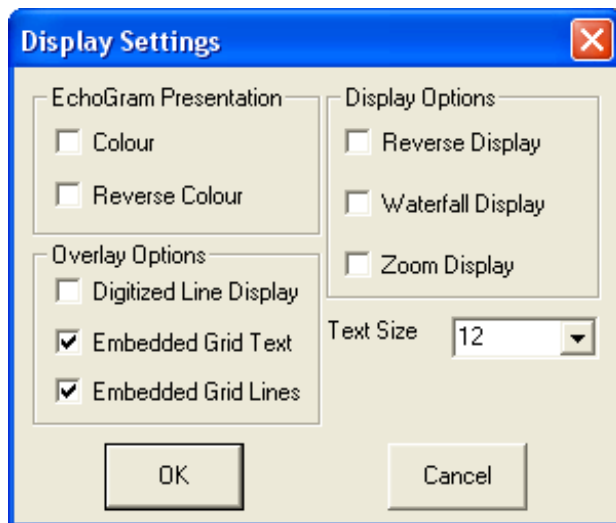 Display Settings
EchoGram Presentation
Colour
Reverse Colour
Overlay Options
Digitized Line Display
Embedded Grid Text
Embedded Grid Lines
Display Options
Reverse Display
Waterfall Display
Zoom Display
Text Size 12
OK
Cancel